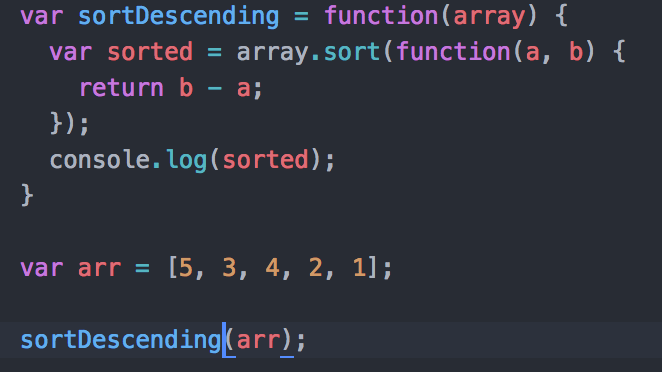 var sortDescending = function(array) {
  var sorted = array.sort(function(a, b) {
    return b - a;
  });
  console.log(sorted);
}

var arr = [5, 3, 4, 2, 1];

sortDescending(arr);